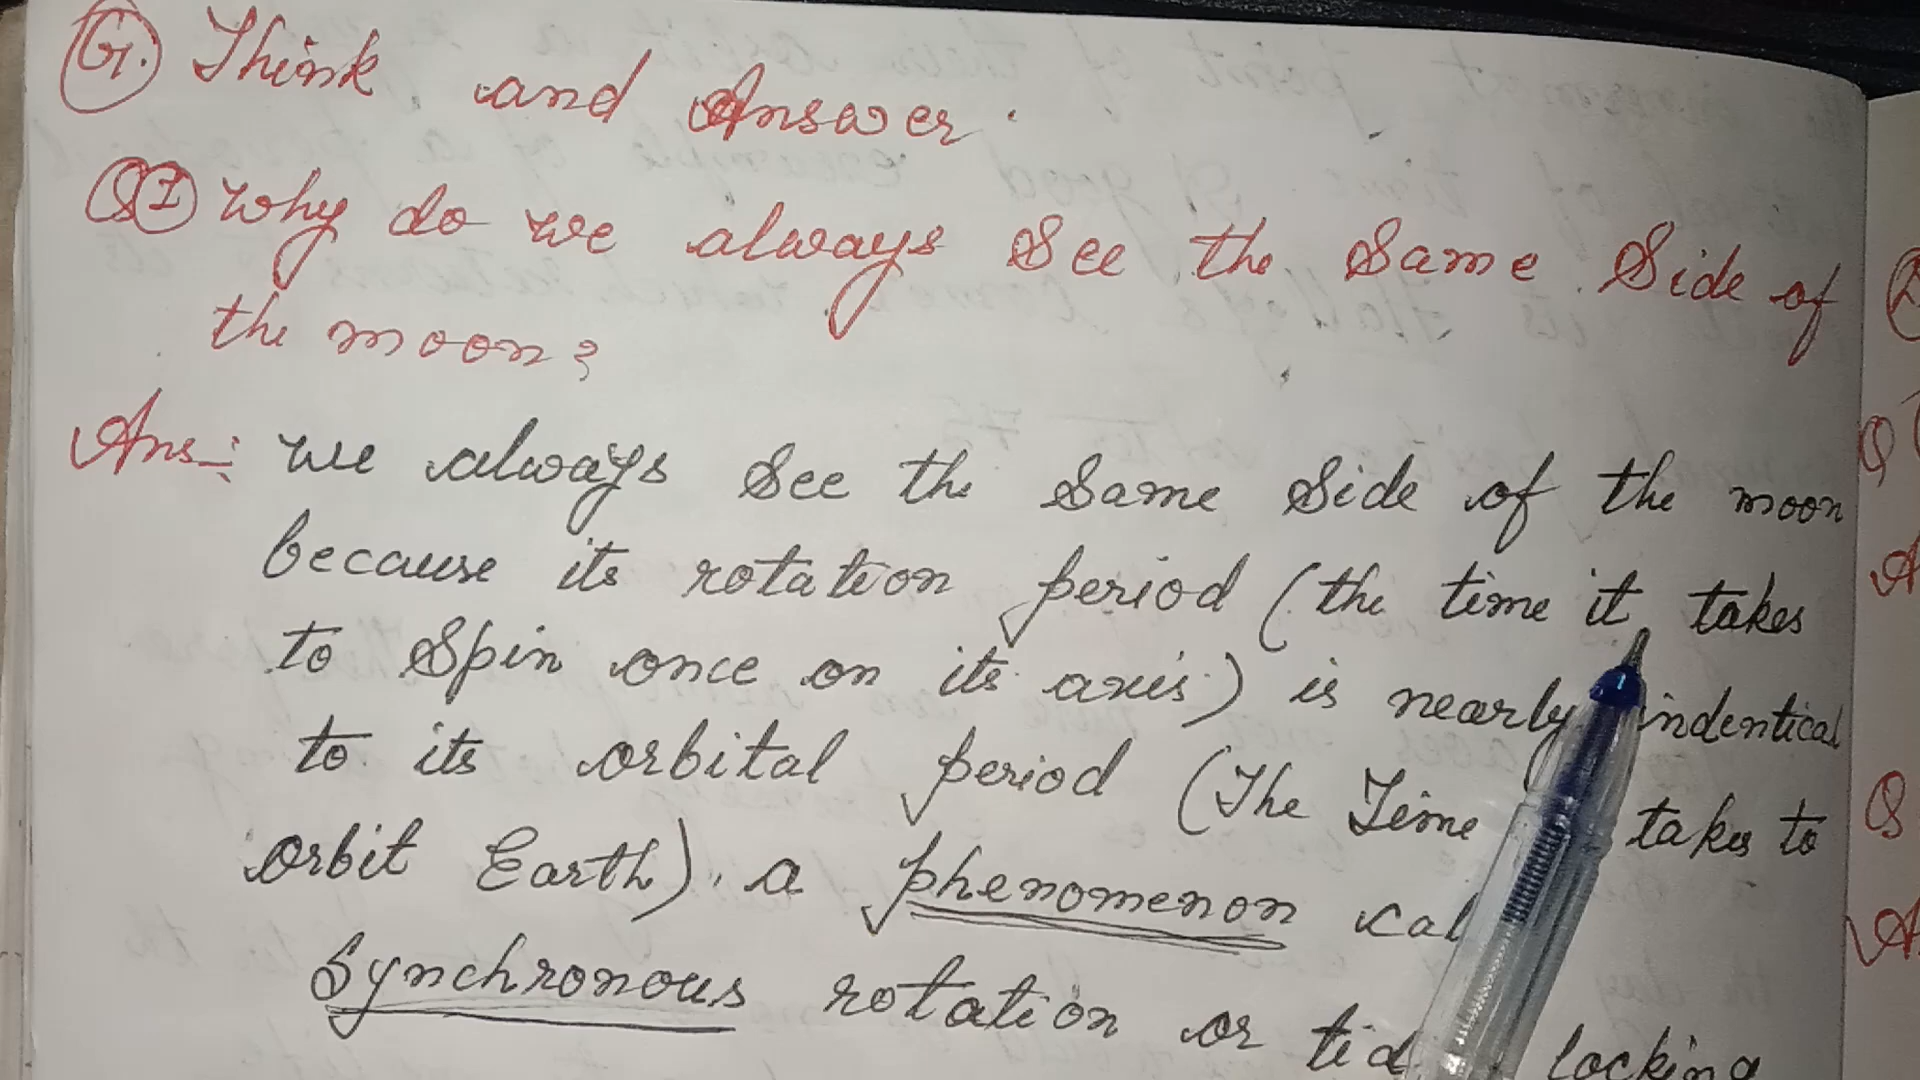 G. Think and Answer.
Q1 Why do we always See the Same Side of
the moon?
Ans:- We always See the Same Side of the moon
because its rotation period (the time it takes
to Spin once on its axis) is nearly indentical
to its orbital period (The Time takes to
orbit Earth), a phenomenon cal
Synchronous rotation or tid locking